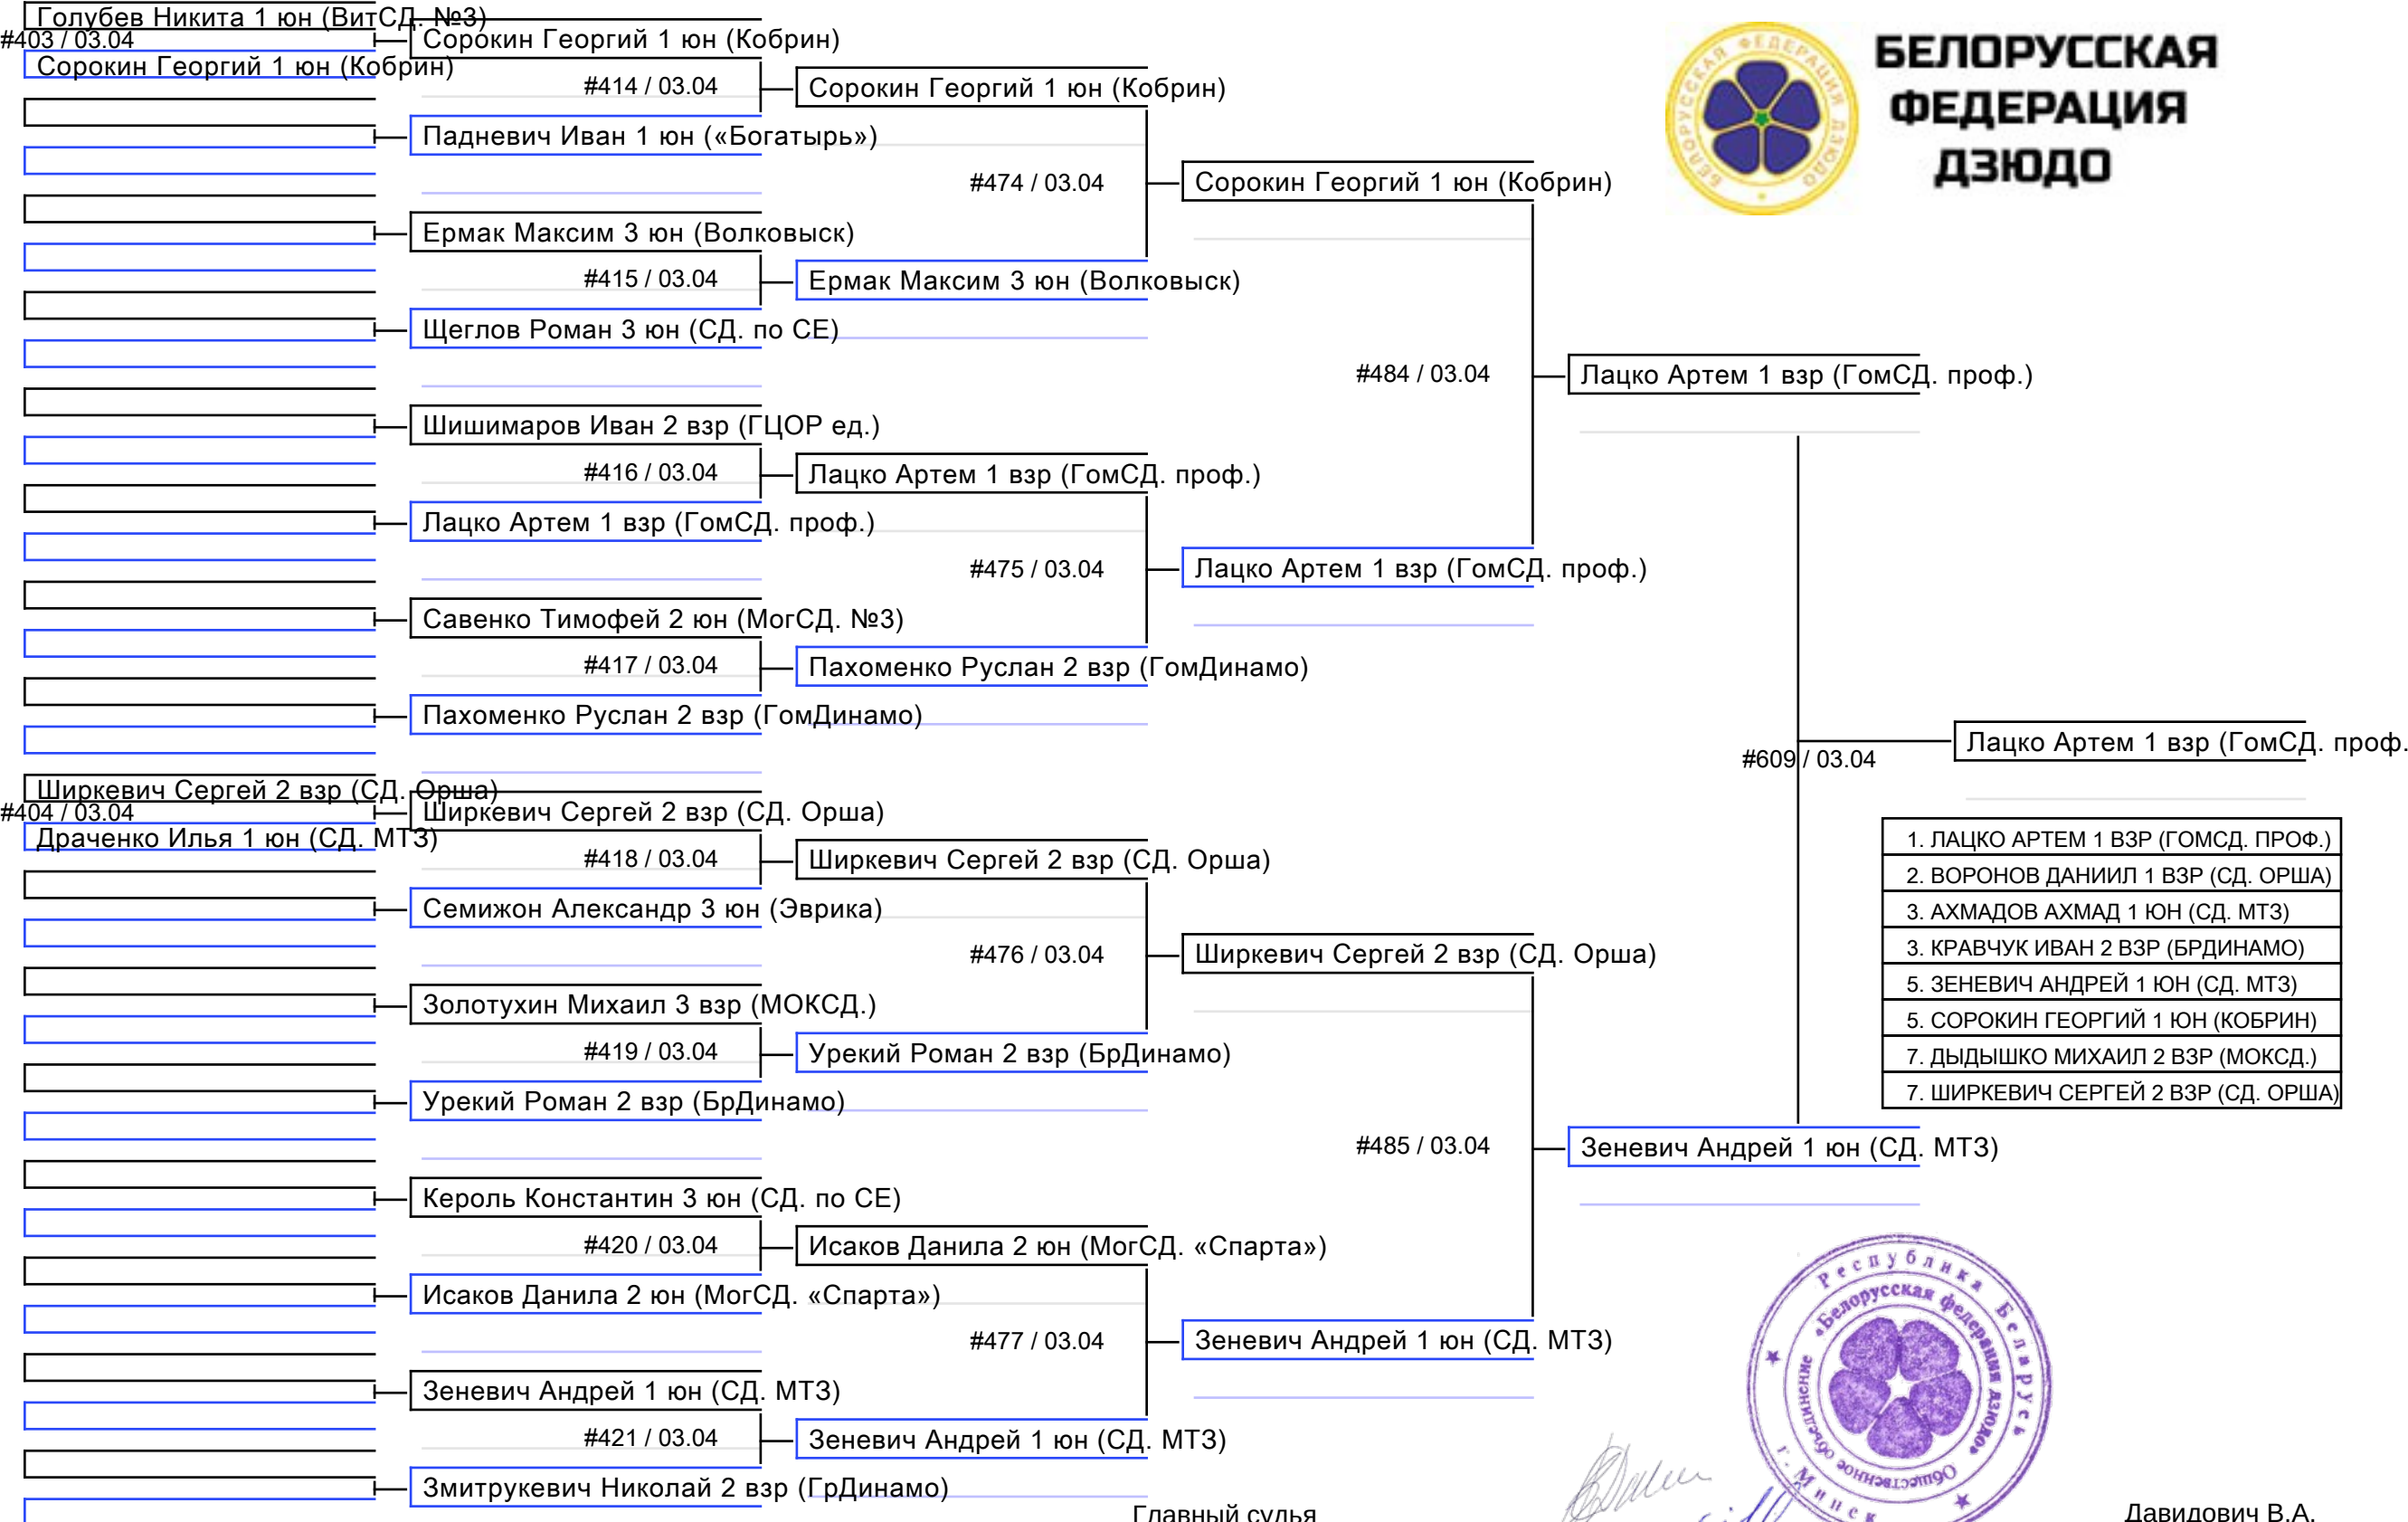 Голубев Никита 1 юн (ВитСД. №3)
#403 / 03.04
Сорокин Георгий 1 юн (Кобрин)
Сорокин Георгий 1 юн (Кобрин)
#414 / 03.04
Падневич Иван 1 юн («Богатырь»)
Сорокин Георгий 1 юн (Кобрин)
#474 / 03.04
Ермак Максим 3 юн (Волковыск)
#415 / 03.04
Щеглов Роман 3 юн (СД. по СЕ)
Ермак Максим 3 юн (Волковыск)
Сорокин Георгий 1 юн (Кобрин)
#484 / 03.04
Шишимаров Иван 2 взр (ГЦОР ед.)
#416 / 03.04
Лацко Артем 1 взр (ГомСД. проф.)
Лацко Артем 1 взр (ГомСД. проф.)
#475 / 03.04
Савенко Тимофей 2 юн (МогСД. №3)
#417 / 03.04
Пахоменко Руслан 2 взр (ГомДинамо)
Пахоменко Руслан 2 взр (ГомДинамо)
Лацко Артем 1 взр (ГомСД. проф.)
Лацко Артем 1 взр (ГомСД. проф.)
#609 / 03.04
Лацко Артем 1 взр (ГомСД. проф.
Ширкевич Сергей 2 взр (СД. Орша)
#404 / 03.04
Драченко Илья 1 юн (СД. МТЗ)
Ширкевич Сергей 2 взр (СД. Орша)
#418 / 03.04
Семижон Александр 3 юн (Эврика)
Ширкевич Сергей 2 взр (СД. Орша)
#476 / 03.04
Золотухин Михаил 3 взр (МОКСД.)
#419 / 03.04
Урекий Роман 2 взр (БрДинамо)
Урекий Роман 2 взр (БрДинамо)
Ширкевич Сергей 2 взр (СД. Орша)
#485 / 03.04
Кероль Константин 3 юн (СД. по СЕ)
#420 / 03.04
Исаков Данила 2 юн (МогСД. «Спарта»)
Исаков Данила 2 юн (МогСД. «Спарта»)
#477 / 03.04
Зеневич Андрей 1 юн (СД. МТЗ)
#421 / 03.04
Змитрукевич Николай 2 взр (ГрДинамо)
Зеневич Андрей 1 юн (СД. МТЗ)
Зеневич Андрей 1 юн (СД. МТЗ)
Зеневич Андрей 1 юн (СД. МТЗ)
БЕЛОРУССКАЯ
ФЕДЕРАЦИЯ
ДЗЮДО
БЕЛОРУССКАЯ ФЕДЕРАЦИЯ ДЗЮДО
1. ЛАЦКО АРТЕМ 1 ВЗР (ГОМСД. ПРОФ.)
2. ВОРОНОВ ДАНИИЛ 1 ВЗР (СД. ОРША)
3. АХМАДОВ АХМАД 1 ЮН (СД. МТЗ)
3. КРАВЧУК ИВАН 2 ВЗР (БРДИНАМО)
5. ЗЕНЕВИЧ АНДРЕЙ 1 ЮН (СД. МТЗ)
5. СОРОКИН ГЕОРГИЙ 1 ЮН (КОБРИН)
7. ДЫДЫШКО МИХАИЛ 2 ВЗР (МОКСД.)
7. ШИРКЕВИЧ СЕРГЕЙ 2 ВЗР (СД. ОРША)
Республика Беларусь
г. Минск
Общественное объединение «Белорусская федерация дзюдо»
Главный судья
Давидович В.А.